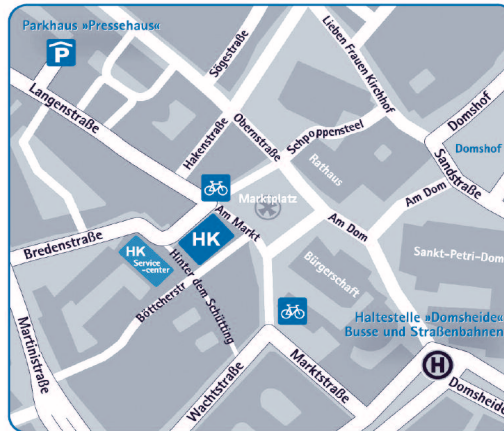 Parkhaus »Pressehaus«
P
Langenstraße
Sögestraße
Hakenstraße
Obernstraße
Lieben Frauen Kirchhof
Schpoppensteel
Rathaus
Domshof
Domshof
Sandstraße
Marktplatz
Am Markt
Am Dom
Am Dom
HK
Bredenstraße
HK
Service
-center
Hinter dem Schütting
Böttcherstr
Bürgerschaft
Sankt-Petri-Dom
Haltestelle »Domsheide«
Busse und Straßenbahnen
H
Martinistraße
Wachtstraße
Marktstraße
Domsheide